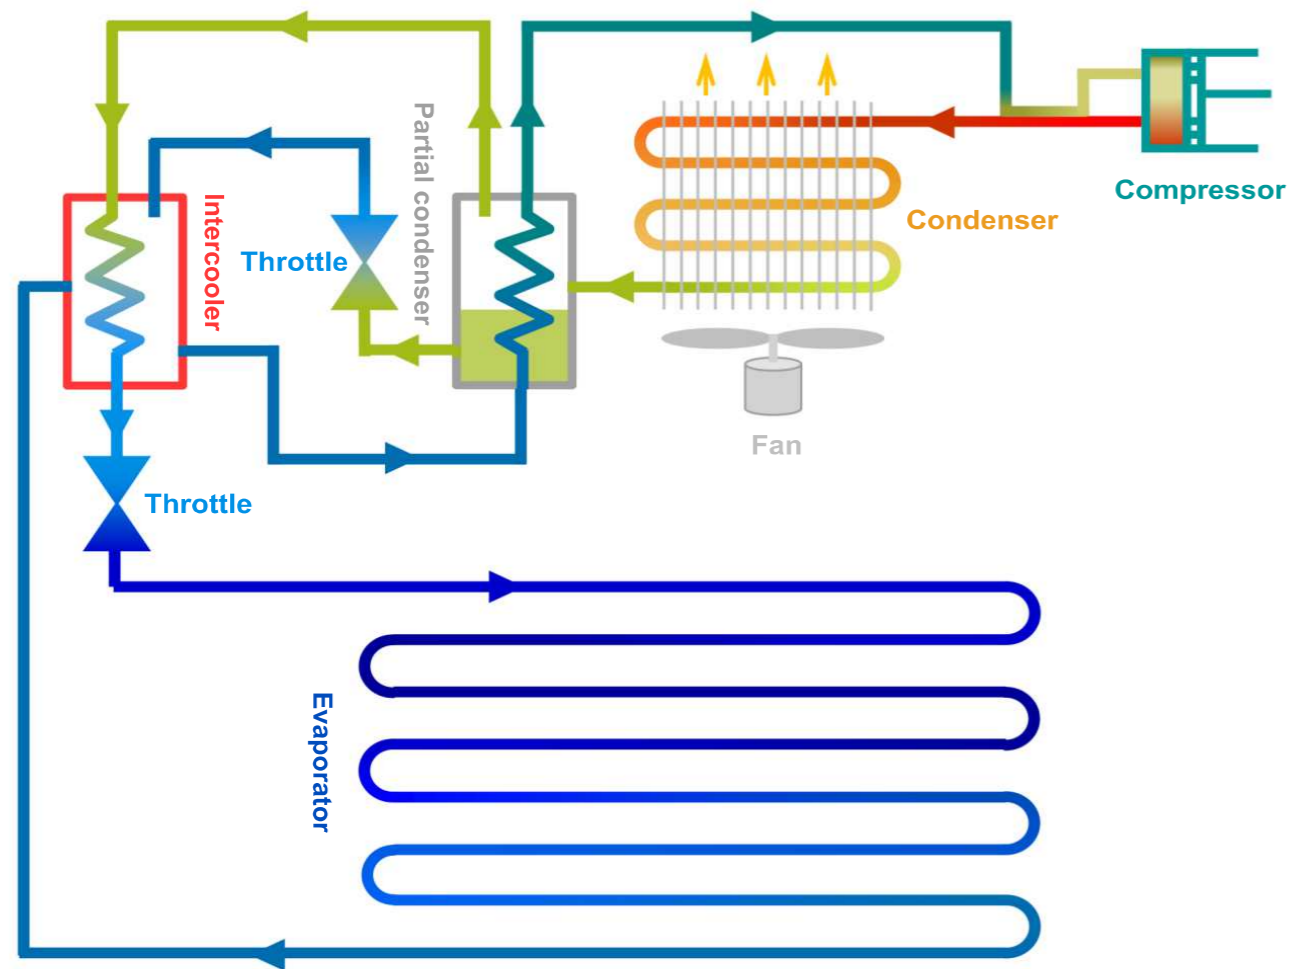 Partial condenser
Compressor
Intercooler
Condenser
Throttle
Fan
Throttle
Evaporator